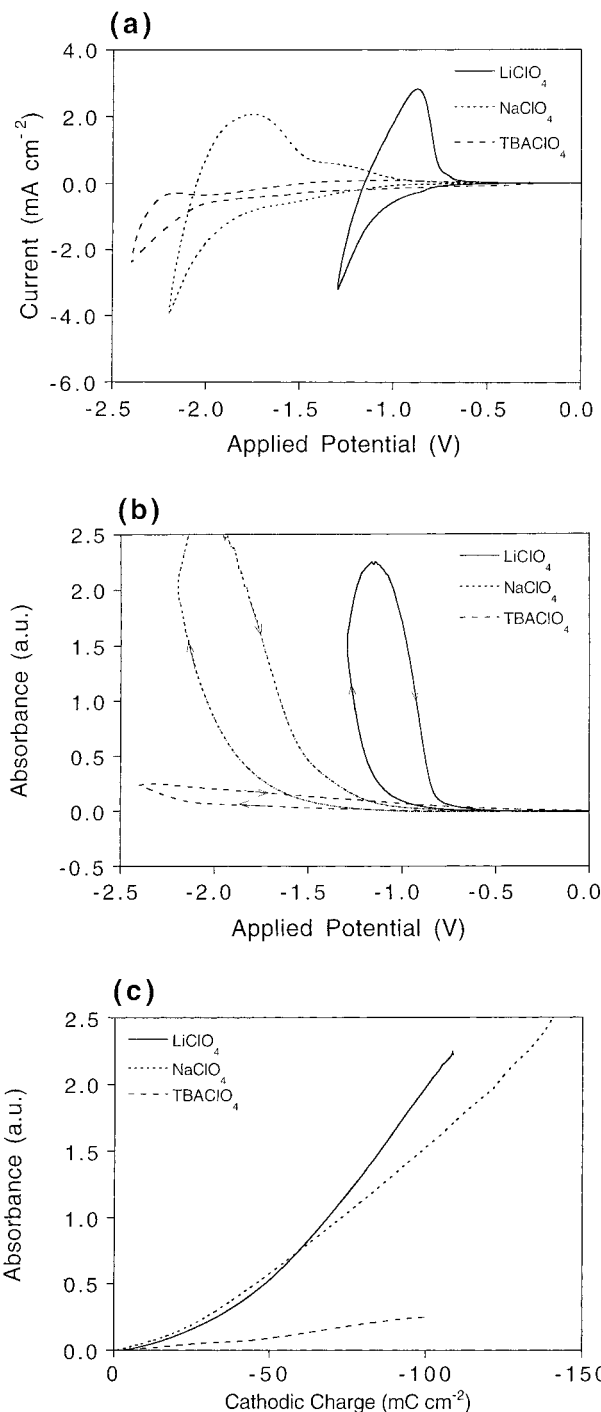 (a)
4.0
2.0
0.0
-2.0
-4.0
-6.0
Current (mA cm-2)
LiClO4
NaClO4
TBAClO4
-2.5 -2.0 -1.5 -1.0 -0.5 0.0
Applied Potential (V)
(b)
2.5
2.0
1.5
1.0
0.5
0.0
-0.5
Absorbance (a.u.)
LiClO4
NaClO4
TBAClO4
-2.5 -2.0 -1.5 -1.0 -0.5 0.0
Applied Potential (V)
(c)
2.5
2.0
1.5
1.0
0.5
0.0
Absorbance (a.u.)
LiClO4
NaClO4
TBAClO4
0 -50 -100 -150
Cathodic Charge (mC cm-2)